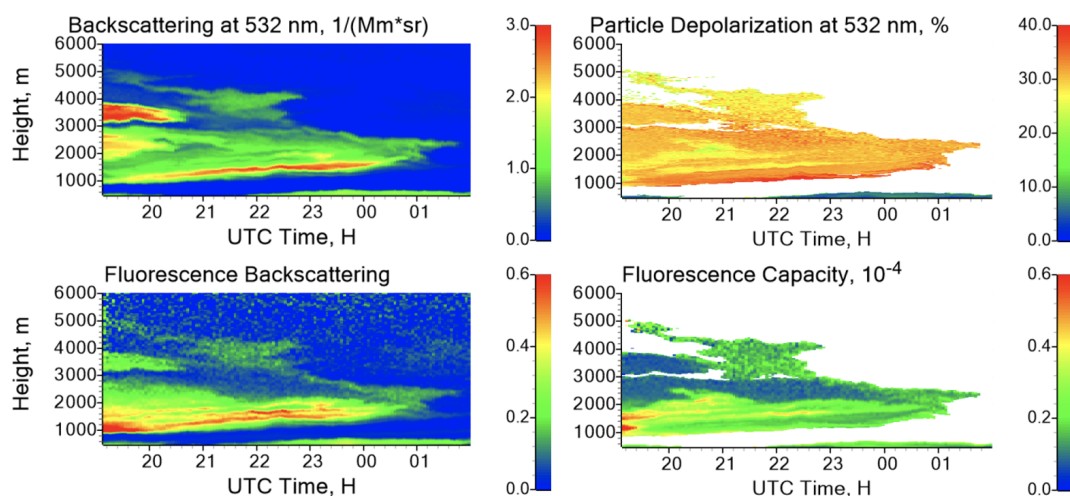 Backscattering at 532 nm, 1/(Mm*sr)
6000
5000
4000
3000
2000
1000
Height, m
20 21 22 23 00 01
UTC Time, H
3.0
2.0
1.0
0.0
Particle Depolarization at 532 nm, %
6000
5000
4000
3000
2000
1000
20 21 22 23 00 01
UTC Time, H
40.0
30.0
20.0
10.0
0.0
Fluorescence Backscattering
6000
5000
4000
3000
2000
1000
Height, m
20 21 22 23 00 01
UTC Time, H
0.6
0.4
0.2
0.0
Fluorescence Capacity, 10⁻⁴
6000
5000
4000
3000
2000
1000
20 21 22 23 00 01
UTC Time, H
0.6
0.4
0.2
0.0